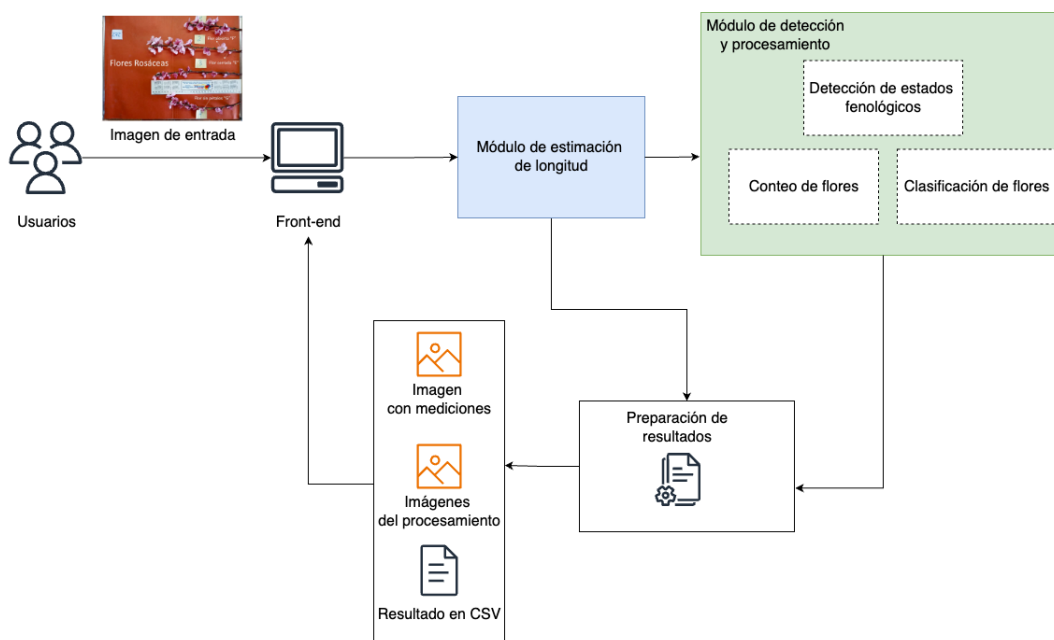 Flores Rosáceas
Imagen de entrada
Usuarios
Front-end
Módulo de estimación
de longitud
Módulo de detección
y procesamiento
Detección de estados
fenológicos
Conteo de flores
Clasificación de flores
Imagen
con mediciones
Imágenes
del procesamiento
Resultado en CSV
Preparación de
resultados